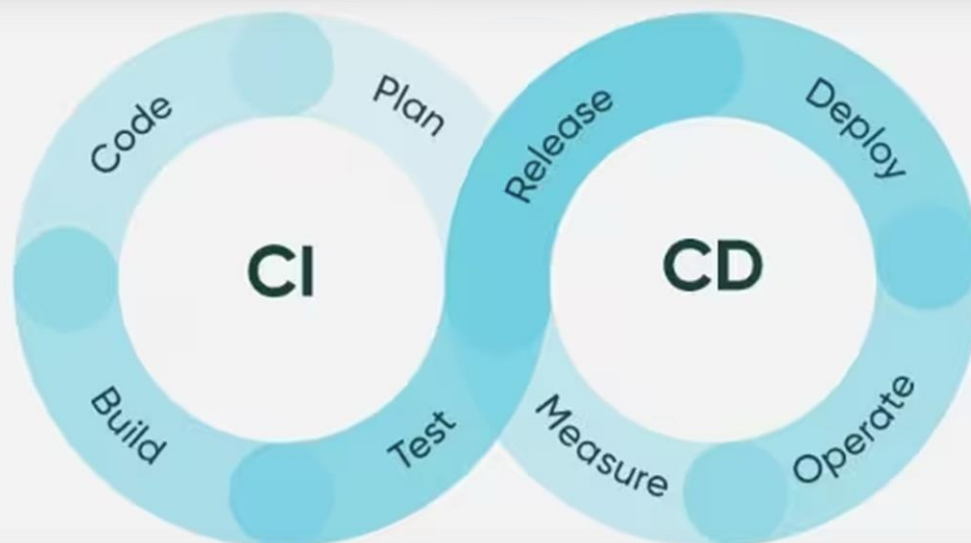 Plan
Code
Build
Test
CI
Release
Deploy
Operate
Measure
CD